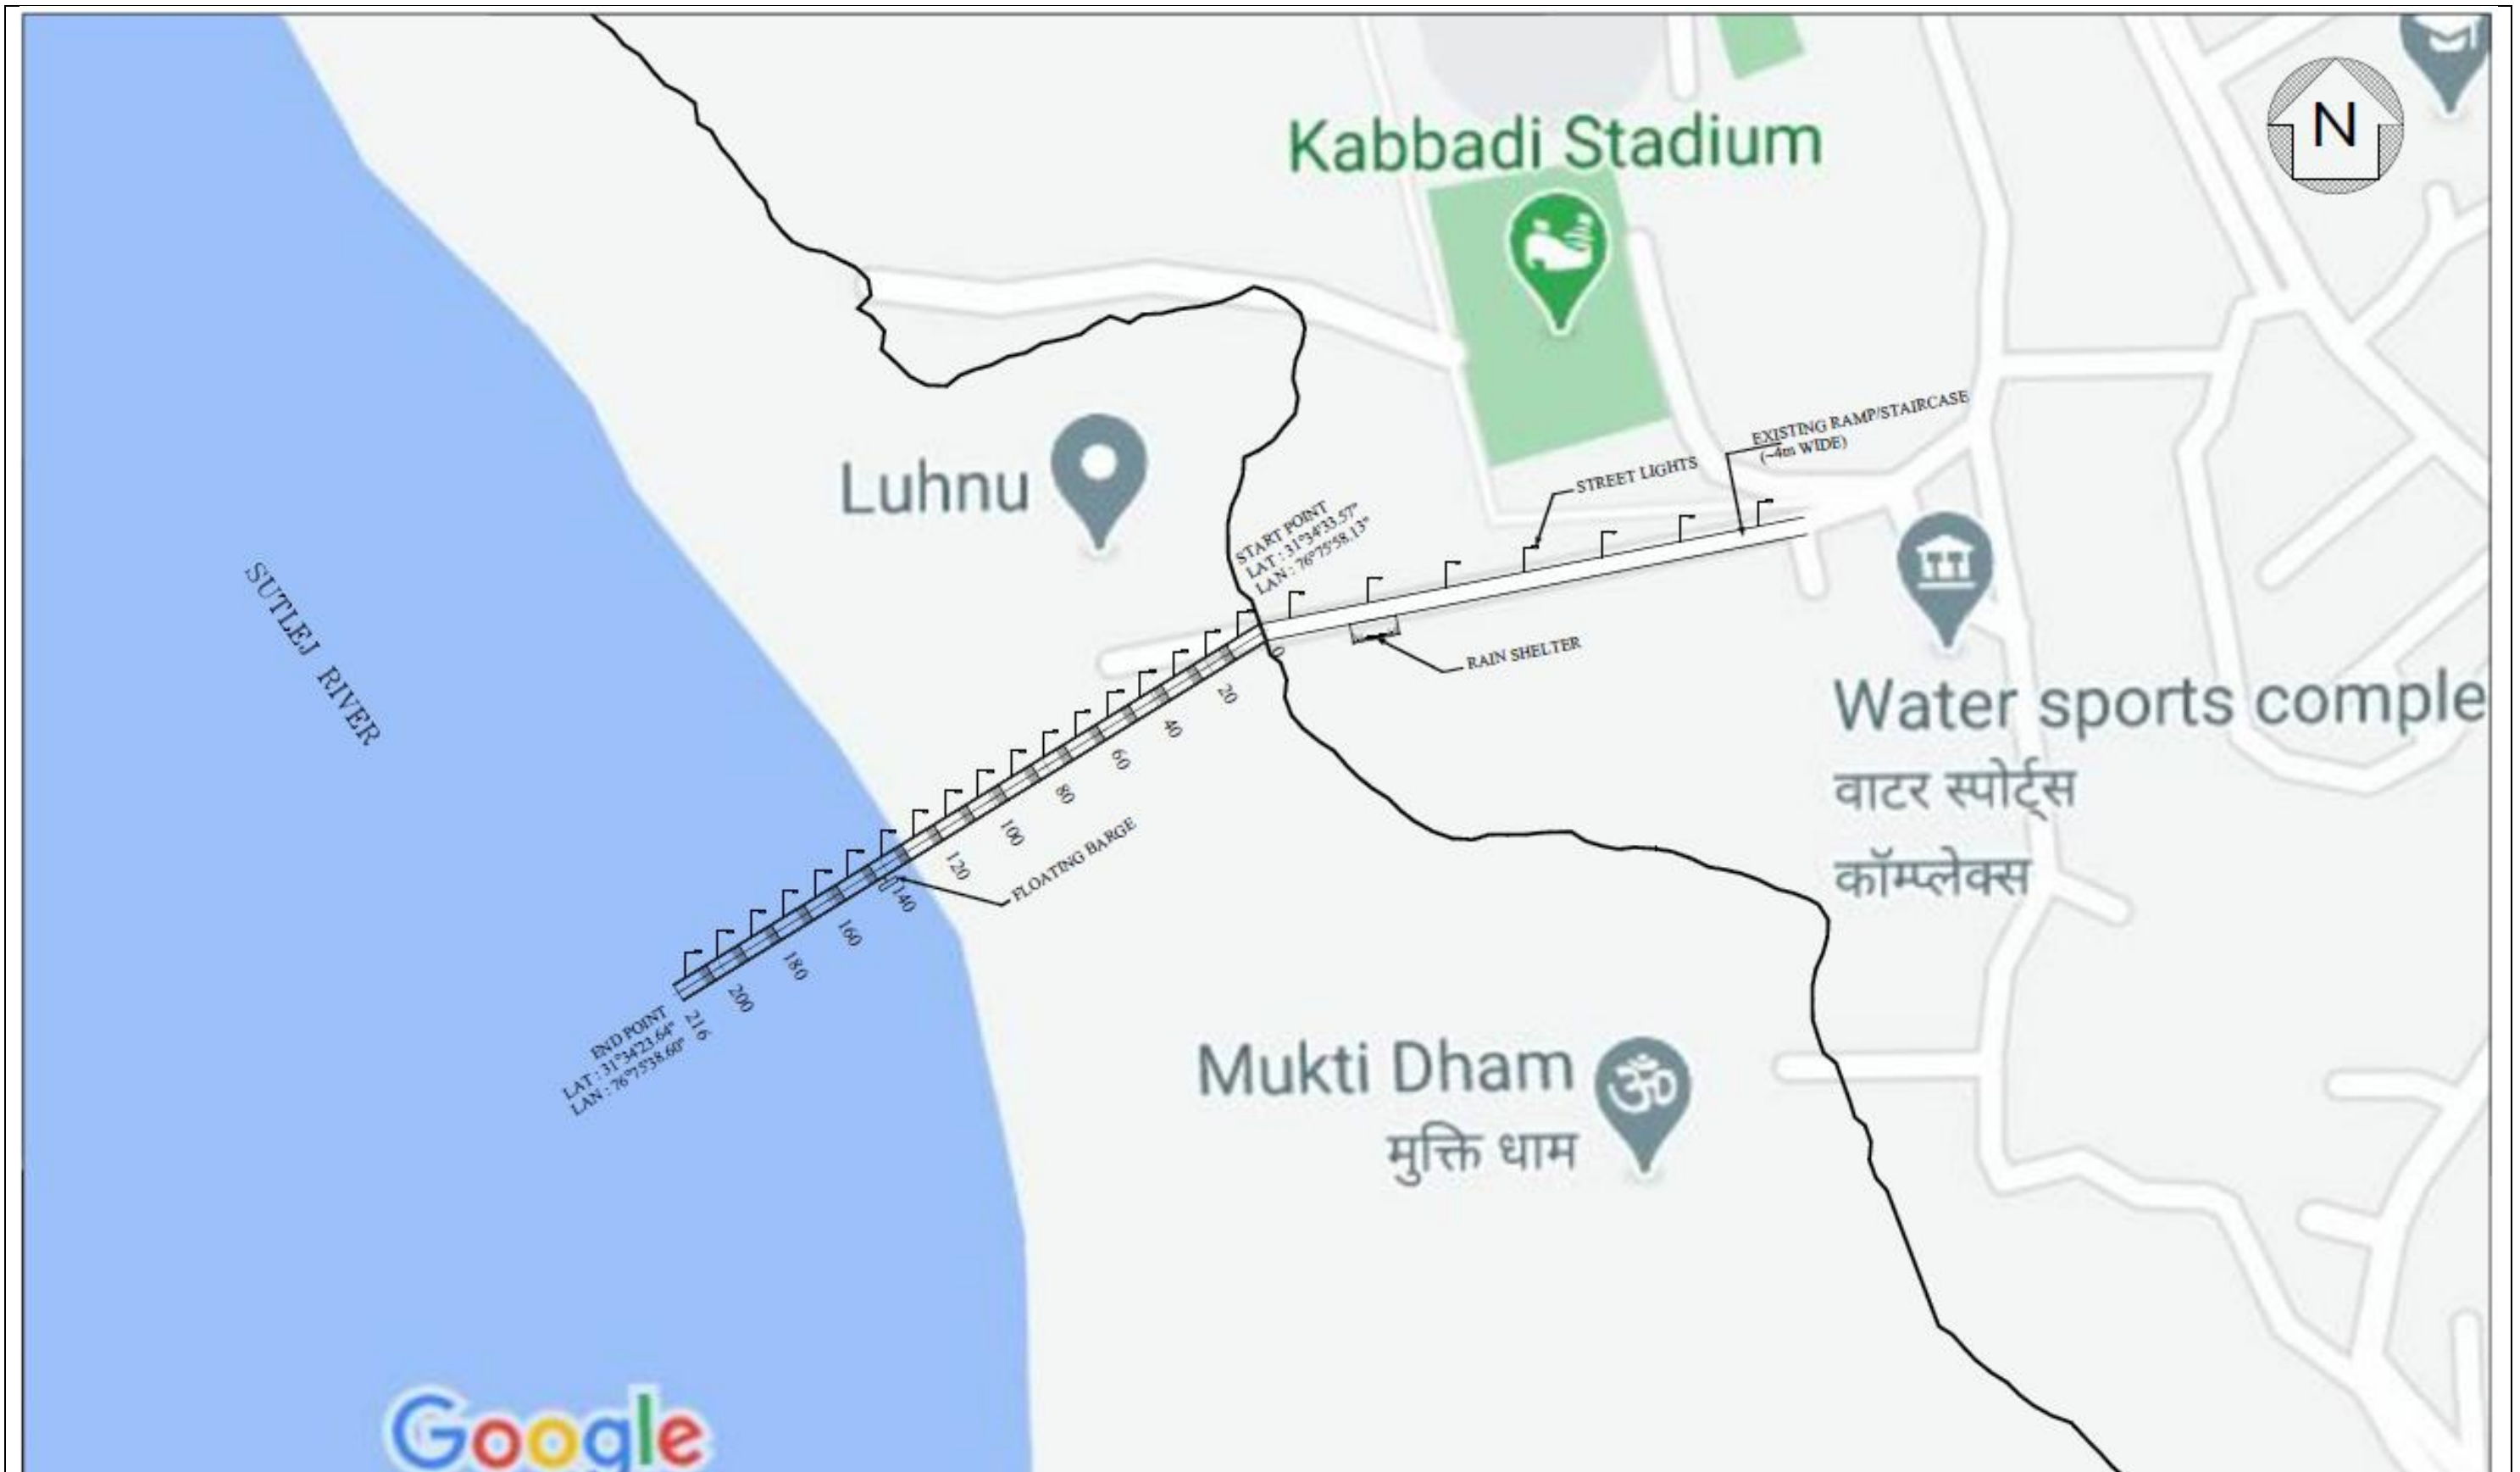 N
Kabbadi Stadium
EXISTING RAMP/STAIRCASE
(~4m WIDE)
STREET LIGHTS
Luhnu
START POINT
LAT : 31°34'33.57"
LAN : 76°75'58.13"
SUTLEJ RIVER
RAIN SHELTER
0
20
40
60
80
100
120
140
160
180
200
216
FLOATING BARGE
Water sports comple
वाटर स्पोर्ट्स
कॉम्प्लेक्स
END POINT
LAT : 31°34'23.64"
LAN : 76°75'38.60"
Mukti Dham
मुक्ति धाम
Google